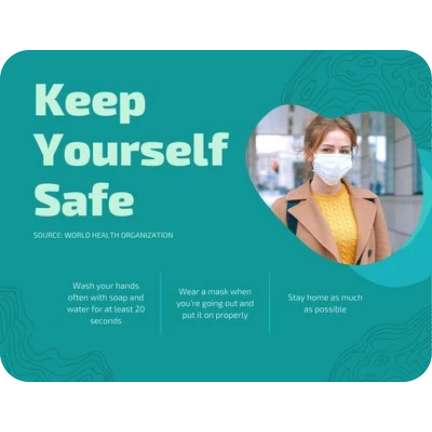 Keep
Yourself
Safe
SOURCE: WORLD HEALTH ORGANIZATION
Wash your hands
often with soap and
water for at least 20
seconds
Wear a mask when
you're going out and
put it on properly
Stay home as much
as possible